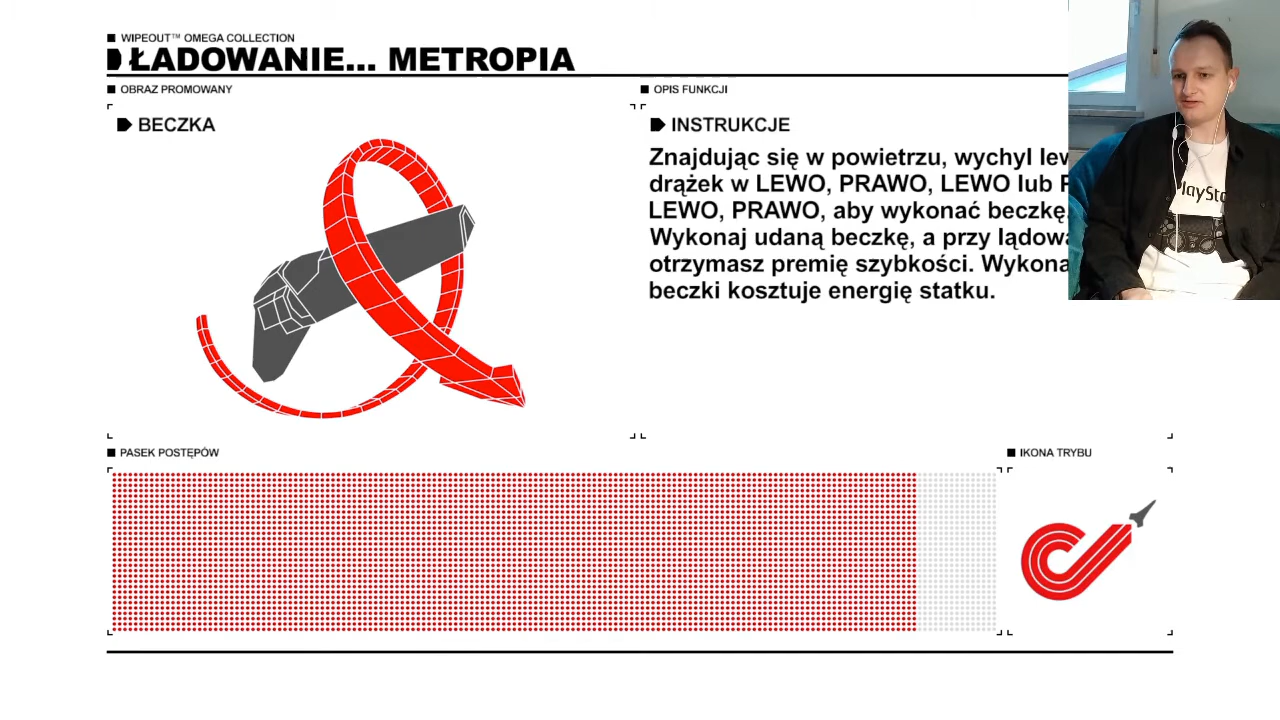 WIPEOUT™ OMEGA COLLECTION
ŁADOWANIE... METROPIA
OBRAZ PROMOWANY
OPIS FUNKCJI
BECZKA
INSTRUKCJE
Znajdując się w powietrzu, wychyl
drążek w LEWO, PRAWO, LEWO lub
LEWO, PRAWO, aby wykonać beczkę.
Wykonaj udaną beczkę, a przy
otrzymasz premię szybkości.
beczki kosztuje energię statku.
PASEK POSTĘPÓW
IKONA TRYBU